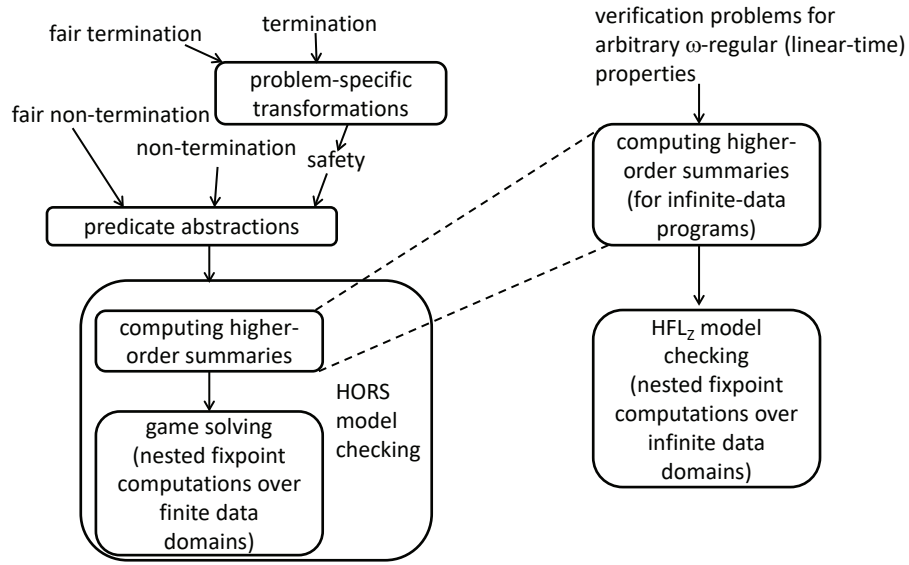 fair termination
termination
problem-specific
transformations
fair non-termination
non-termination
safety
predicate abstractions
computing higher-
order summaries
HORS
model
checking
game solving
(nested fixpoint
computations over
finite data
domains)
verification problems for
arbitrary ω-regular (linear-time)
properties
computing higher-
order summaries
(for infinite-data
programs)
HFLZ model
checking
(nested fixpoint
computations over
infinite data
domains)